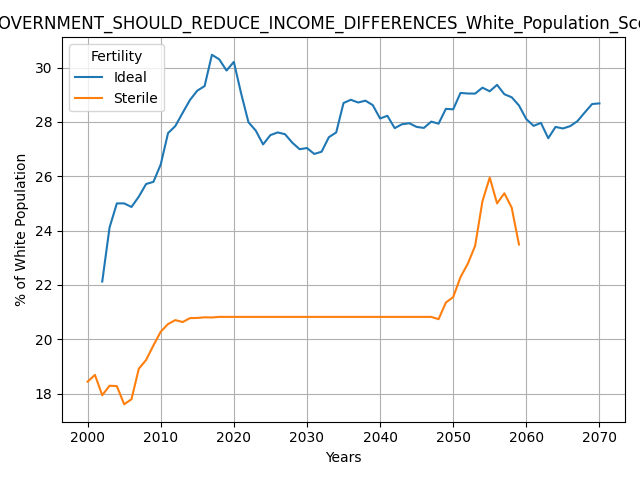 OVERNMENT_SHOULD_REDUCE_INCOME_DIFFERENCES_White_Population_Sc
Fertility
Ideal
Sterile
% of White Population
30
28
26
24
22
20
18
2000 2010 2020 2030 2040 2050 2060 2070
Years